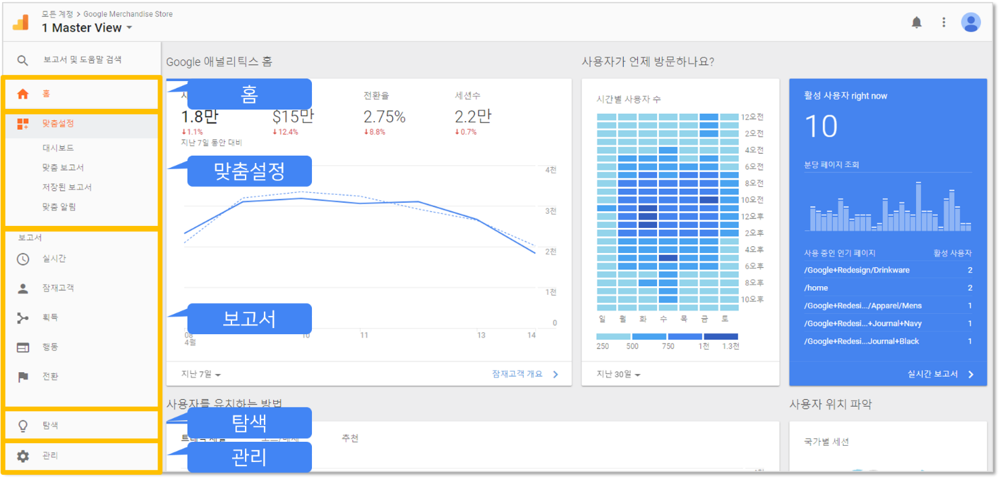 모든 계정 > Google Merchandise Store
1 Master View
보고서 및 도움말 검색
홈
맞춤설정
대시보드
맞춤 보고서
저장된 보고서
맞춤 알림
보고서
실시간
잠재고객
획득
행동
전환
탐색
관리
홈
맞춤설정
보고서
탐색
관리
Google 애널리틱스 홈
전환율
세션수
1.8만
$15만
2.75%
2.2만
↓1.1%
↓12.4%
↓8.8%
↓0.7%
지난 7일 동안 대비
4천
3천
2천
1천
0
08
4월
10
11
13
14
지난 7일
잠재고객 개요
사용자가 언제 방문하나요?
시간별 사용자 수
12오전
2오전
4오전
6오전
8오전
10오전
12오후
2오후
4오후
6오후
8오후
10오후
일 월 화 수 목 금 토
250 500 750 1천 1.3천
지난 30일
활성 사용자 right now
10
분당 페이지 조회
사용 중인 인기 페이지 활성 사용자
/Google+Redesign/Drinkware 2
/home 2
/Google+Redesi.../Apparel/Mens 1
/Google+Redesi...+Journal+Navy 1
/Google+Redesi...Journal+Black 1
실시간 보고서
사용자를 유치하는 방법
추천
사용자 위치 파악
국가별 세션